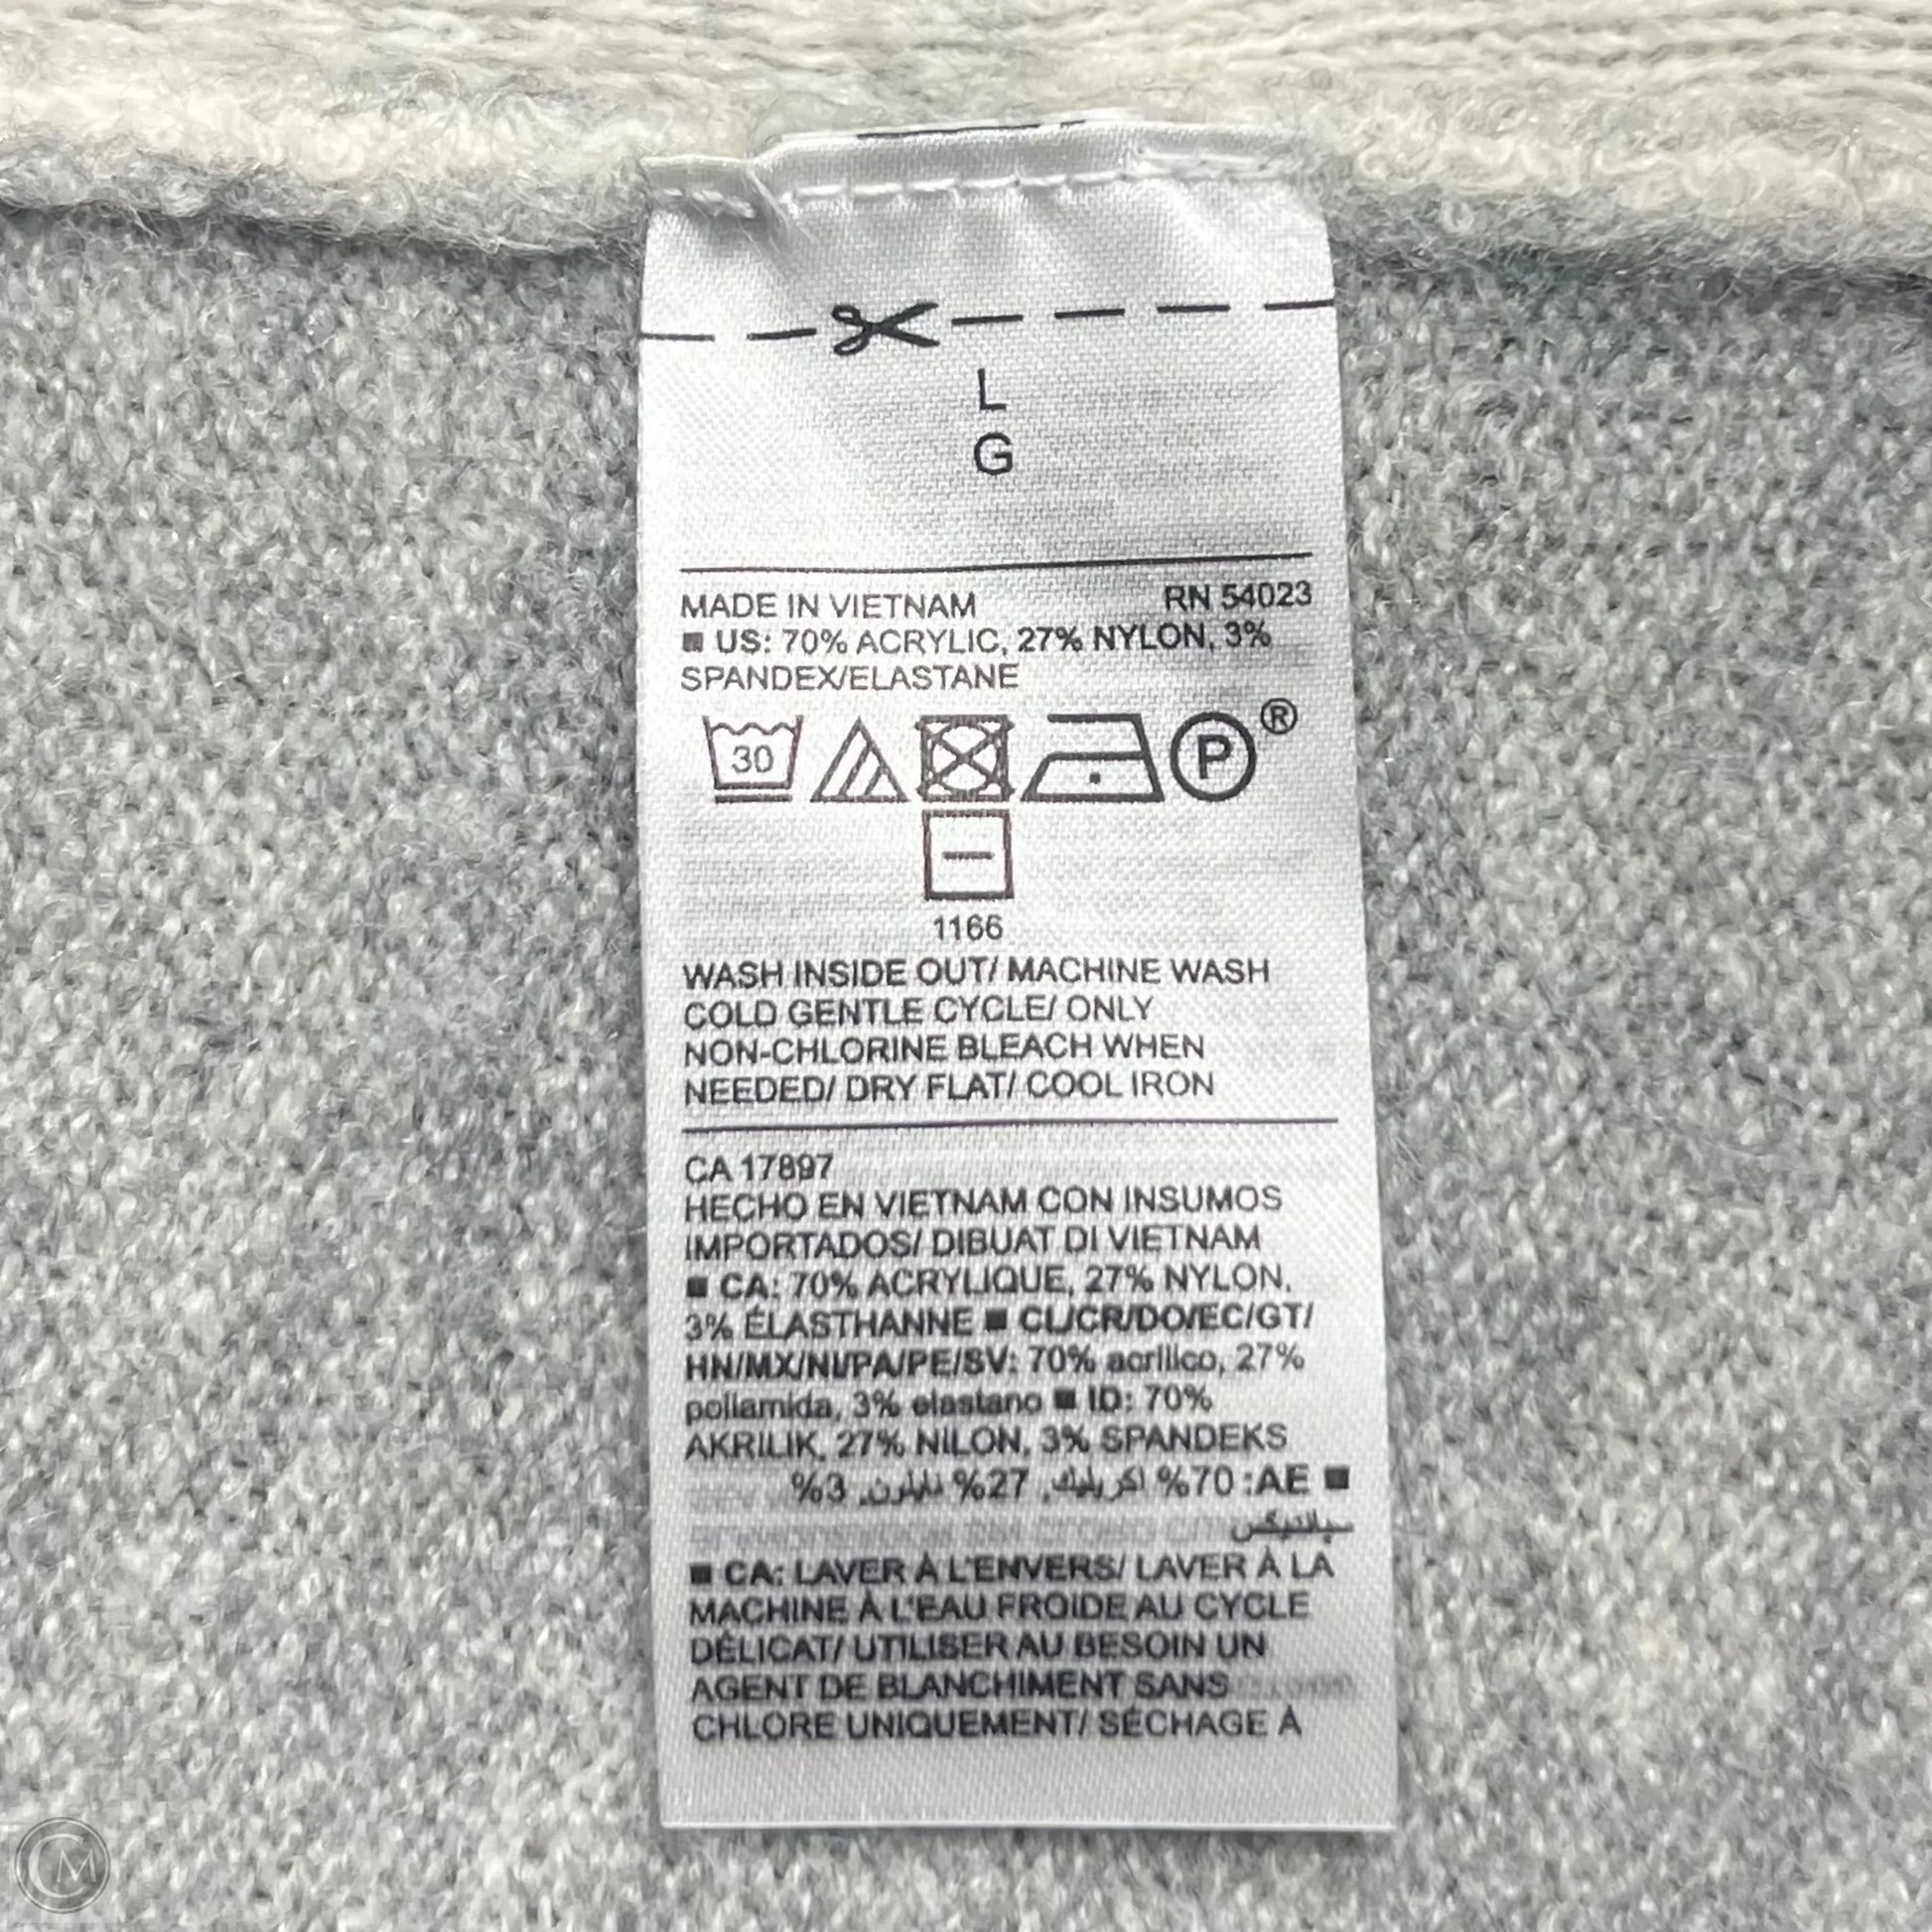 L
G
MADE IN VIETNAM RN 54023
■ US: 70% ACRYLIC, 27% NYLON, 3%
SPANDEX/ELASTANE
30 P ®
1166
WASH INSIDE OUT/ MACHINE WASH
COLD GENTLE CYCLE/ ONLY
NON-CHLORINE BLEACH WHEN
NEEDED/ DRY FLAT/ COOL IRON
CA 17897
HECHO EN VIETNAM CON INSUMOS
IMPORTADOS/ DIBUAT DI VIETNAM
■ CA: 70% ACRYLIQUE, 27% NYLON,
3% ÉLASTHANNE ■ CL/CR/DO/EC/GT/
HN/MX/NI/PA/PE/SV: 70% acrílico, 27%
poliamida, 3% elastano ■ ID: 70%
AKRILIK, 27% NILON, 3% SPANDEKS
■ AE: 70% اكريليك, 27% نايلون, 3%
سباندیکس
■ CA: LAVER À L'ENVERS/ LAVER À LA
MACHINE À L'EAU FROIDE AU CYCLE
DÉLICAT/ UTILISER AU BESOIN UN
AGENT DE BLANCHIMENT SANS
CHLORE UNIQUEMENT/ SÉCHAGE À
CM